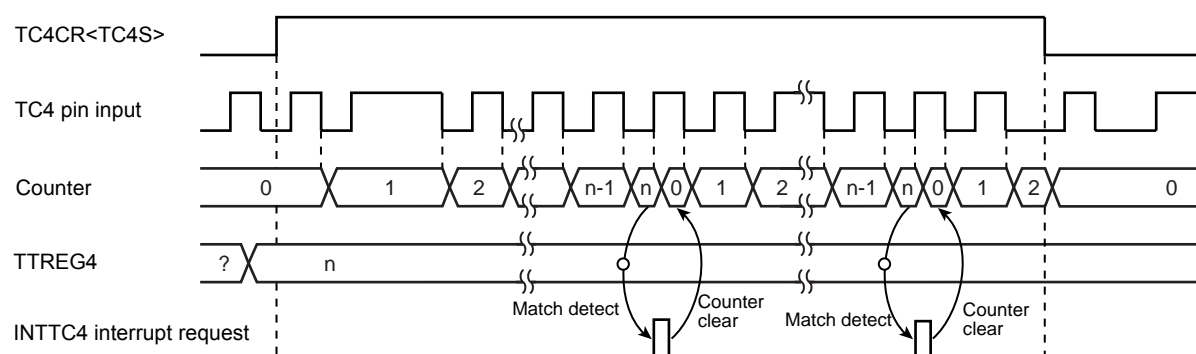 TC4CR<TC4S>
TC4 pin input
Counter
0 1 2 n-1 n 0 1 2 n-1 n 0 1 2 0
TTREG4
? n
Match detect Counter clear Match detect Counter clear
INTTC4 interrupt request